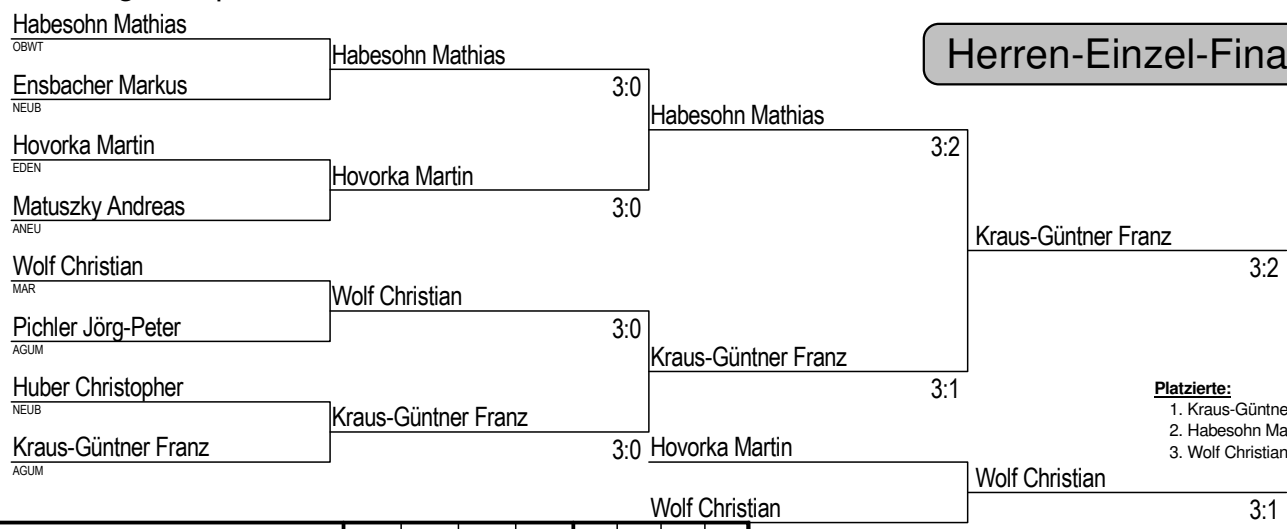 Habesohn Mathias
OBWT
Ensbacher Markus
NEUB
Hovorka Martin
EDEN
Matuszky Andreas
ANEU
Wolf Christian
MAR
Pichler Jörg-Peter
AGUM
Huber Christopher
NEUB
Kraus-Güntner Franz
AGUM
Habesohn Mathias
3:0
Hovorka Martin
3:0
Wolf Christian
3:0
Kraus-Güntner Franz
3:0
Habesohn Mathias
3:2
Kraus-Güntner Franz
3:1
Hovorka Martin
Wolf Christian
Herren-Einzel-Fina
Kraus-Güntner Franz
3:2
Wolf Christian
3:1
Platzierte:
1. Kraus-Güntne
2. Habesohn Ma
3. Wolf Christian